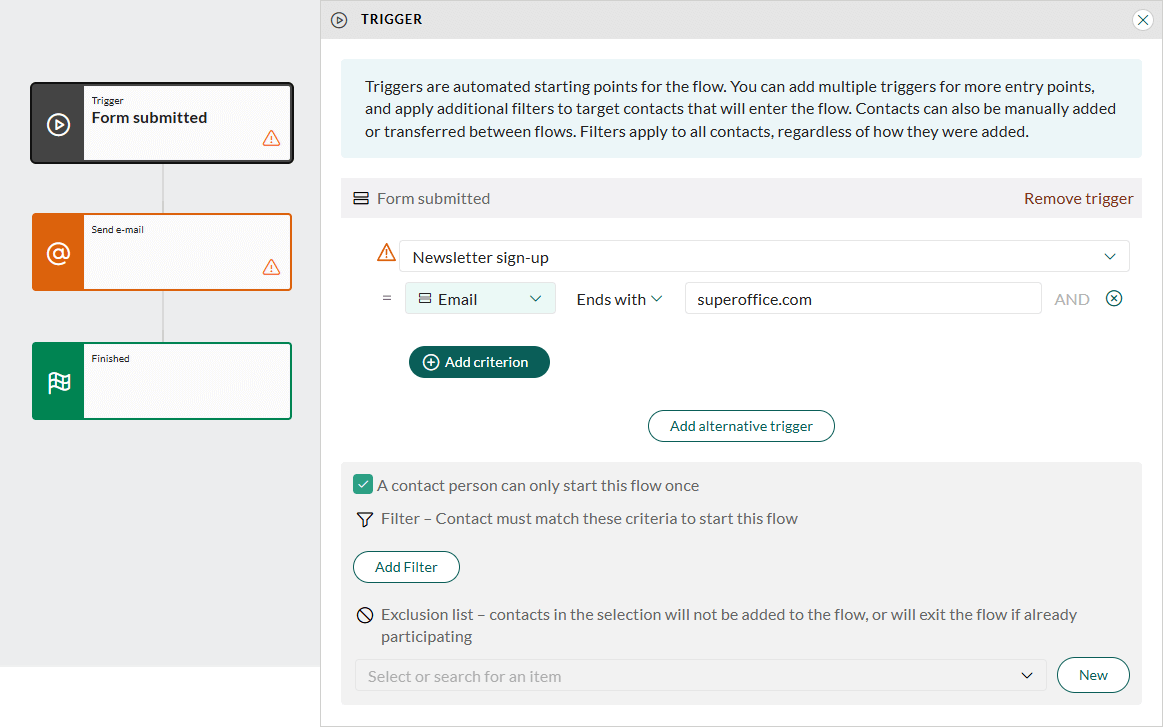 Trigger
Form submitted
Send e-mail
Finished
TRIGGER
Triggers are automated starting points for the flow. You can add multiple triggers for more entry points,
and apply additional filters to target contacts that will enter the flow. Contacts can also be manually added
or transferred between flows. Filters apply to all contacts, regardless of how they were added.
Form submitted Remove trigger
Newsletter sign-up
= Email Ends with superoffice.com AND
Add criterion
Add alternative trigger
A contact person can only start this flow once
Filter – Contact must match these criteria to start this flow
Add Filter
Exclusion list – contacts in the selection will not be added to the flow, or will exit the flow if already
participating
Select or search for an item New